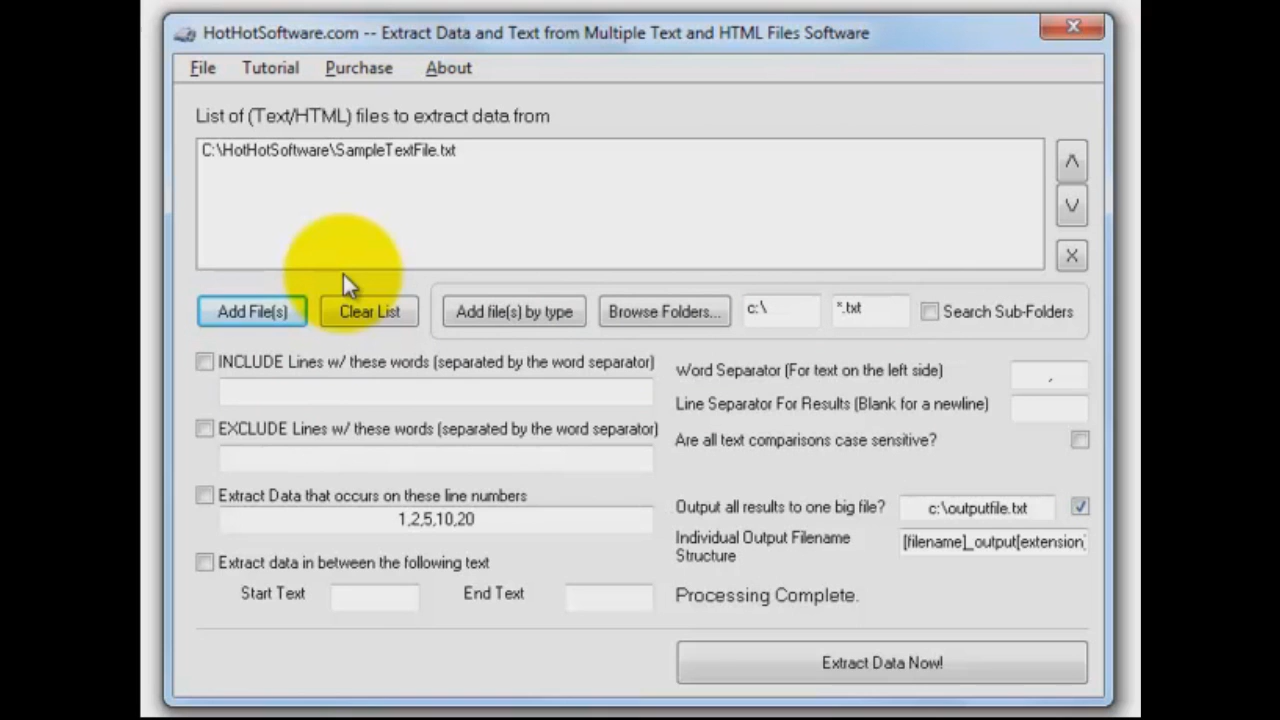 HotHotSoftware.com -- Extract Data and Text from Multiple Text and HTML Files Software
File Tutorial Purchase About
List of (Text/HTML) files to extract data from
C:\HotHotSoftware\SampleTextFile.txt
Add File(s) Clear List Add file(s) by type Browse Folders... c:\ *.txt Search Sub-Folders
INCLUDE Lines w/ these words (separated by the word separator)
Word Separator (For text on the left side) ,
Line Separator For Results (Blank for a newline)
EXCLUDE Lines w/ these words (separated by the word separator)
Are all text comparisons case sensitive?
Extract Data that occurs on these line numbers
1,2,5,10,20
Output all results to one big file? c:\outputfile.txt
Individual Output Filename
Structure
[filename]_output[extension]
Extract data in between the following text
Start Text End Text
Processing Complete.
Extract Data Now!